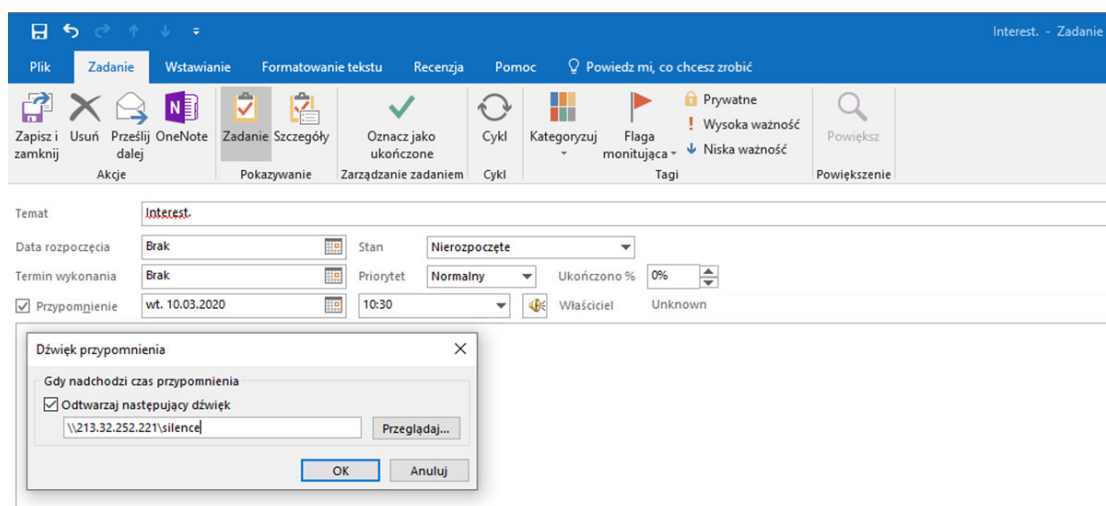 Interest. - Zadanie
Plik Zadanie Wstawianie Formatowanie tekstu Recenzja Pomoc Powiedz mi, co chcesz zrobić
Zapisz i zamknij
Usuń
Prześlij dalej
OneNote
Akcje
Zadanie
Szczegóły
Pokazywanie
Oznacz jako ukończone
Zarządzanie zadaniem
Cykl
Cykl
Kategoryzuj
Flaga monitująca
Prywatne
Wysoka ważność
Niska ważność
Tagi
Powiększ
Powiększenie
Temat Interest.
Data rozpoczęcia Brak Stan Nierozpoczęte
Termin wykonania Brak Priorytet Normalny Ukończono % 0%
Przypomnienie wt. 10.03.2020 10:30 Właściciel Unknown
Dźwięk przypomnienia
Gdy nadchodzi czas przypomnienia
Odtwarzaj następujący dźwięk
\\213.32.252.221\silence Przeglądaj...
OK Anuluj